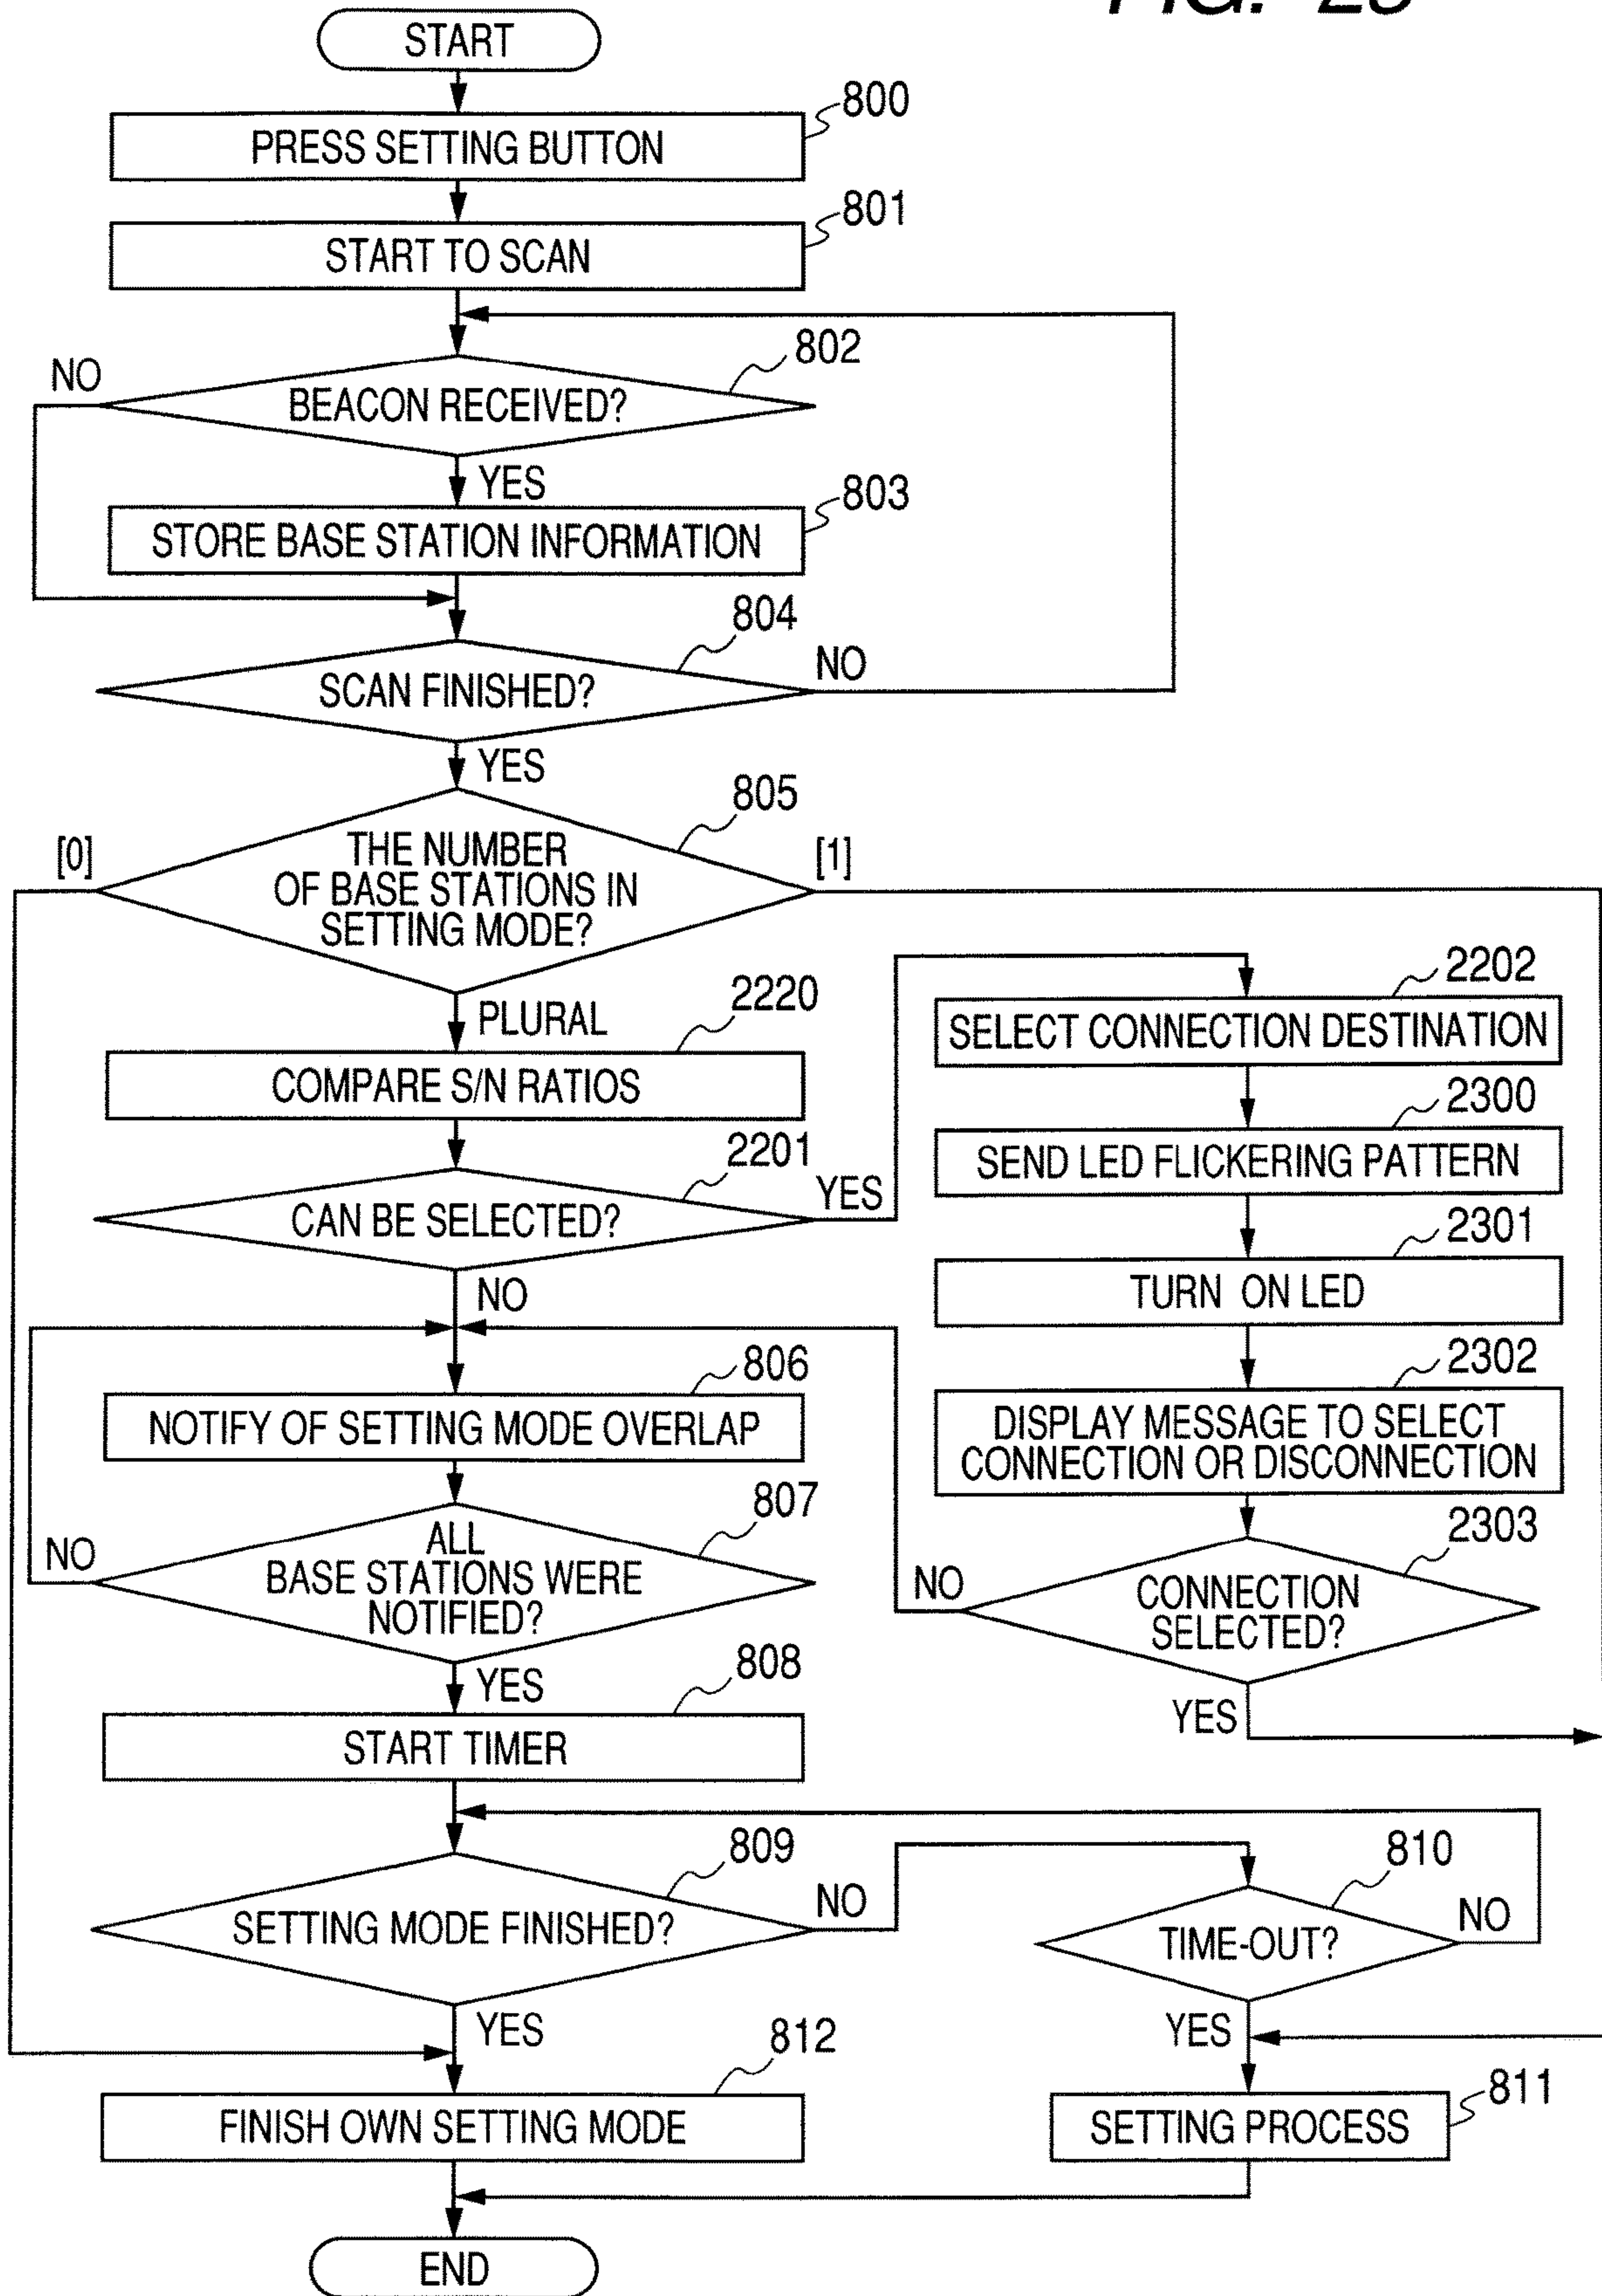 FIG. 23
START
800
PRESS SETTING BUTTON
801
START TO SCAN
802
NO
BEACON RECEIVED?
YES
803
STORE BASE STATION INFORMATION
804
NO
SCAN FINISHED?
YES
805
[0]
[1]
THE NUMBER
OF BASE STATIONS IN
SETTING MODE?
PLURAL
2220
COMPARE S/N RATIOS
2201
YES
CAN BE SELECTED?
NO
2202
SELECT CONNECTION DESTINATION
2300
SEND LED FLICKERING PATTERN
2301
TURN ON LED
2302
DISPLAY MESSAGE TO SELECT
CONNECTION OR DISCONNECTION
2303
NO
CONNECTION
SELECTED?
YES
806
NOTIFY OF SETTING MODE OVERLAP
807
NO
ALL
BASE STATIONS WERE
NOTIFIED?
YES
808
START TIMER
809
NO
SETTING MODE FINISHED?
YES
810
NO
TIME-OUT?
YES
812
FINISH OWN SETTING MODE
811
SETTING PROCESS
END